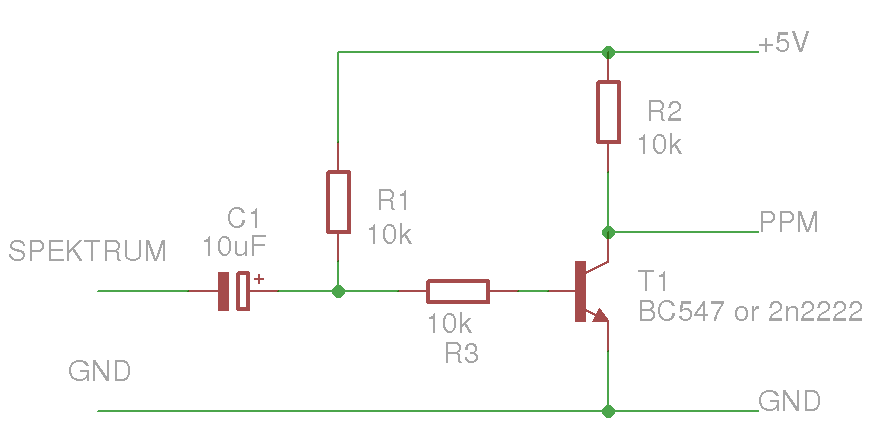 +5V
R2
10k
R1
10k
C1
10uF
+
SPEKTRUM
PPM
T1
BC547 or 2n2222
10k
R3
GND
GND